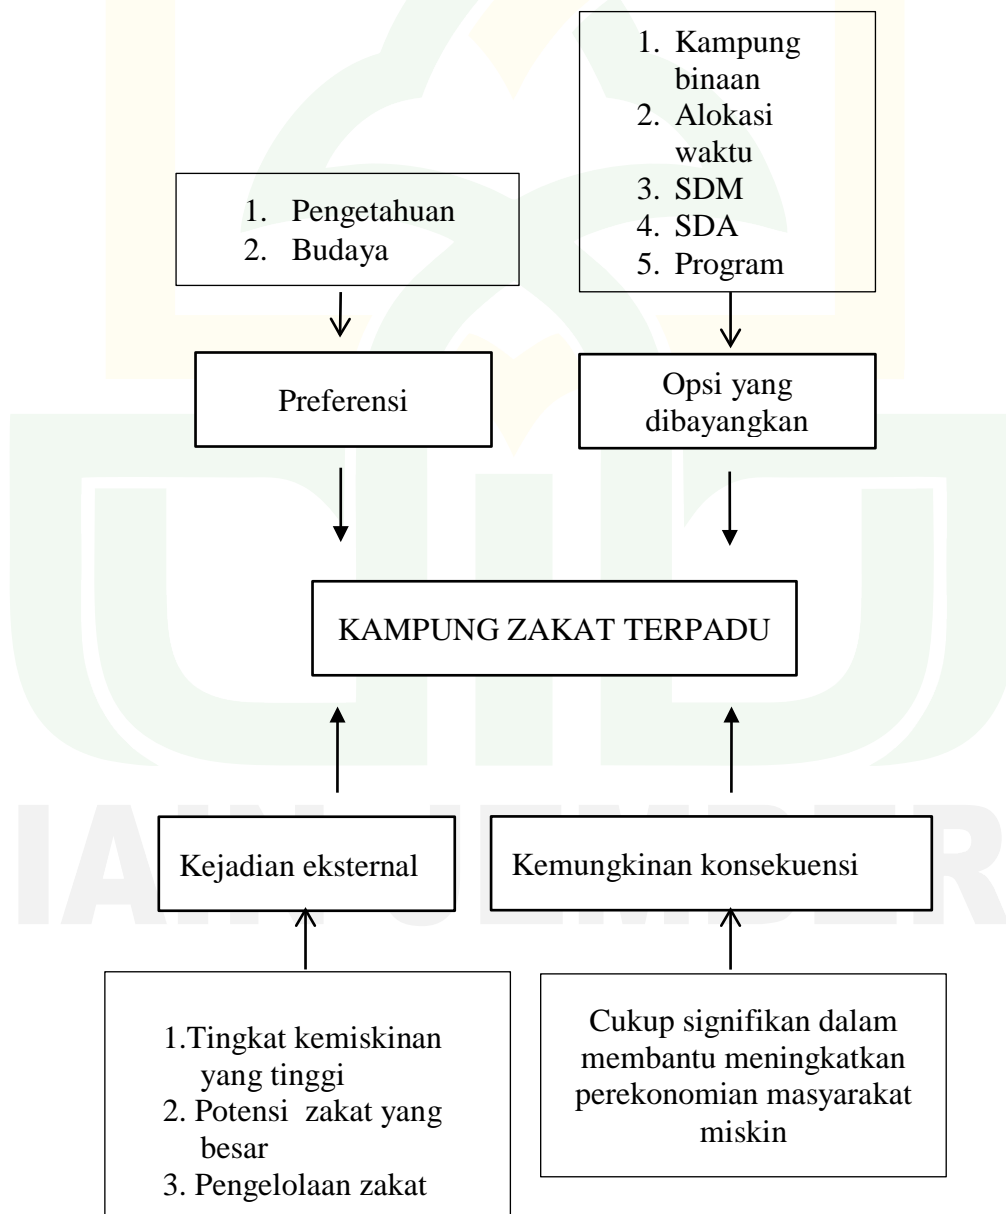 1. Kampung
binaan
2. Alokasi
waktu
3. SDM
4. SDA
5. Program
1. Pengetahuan
2. Budaya
Preferensi
Opsi yang
dibayangkan
KAMPUNG ZAKAT TERPADU
Kejadian eksternal
Kemungkinan konsekuensi
IAIN JEMBER
1.Tingkat kemiskinan
yang tinggi
2. Potensi zakat yang
besar
3. Pengelolaan zakat
Cukup signifikan dalam
membantu meningkatkan
perekonomian masyarakat
miskin